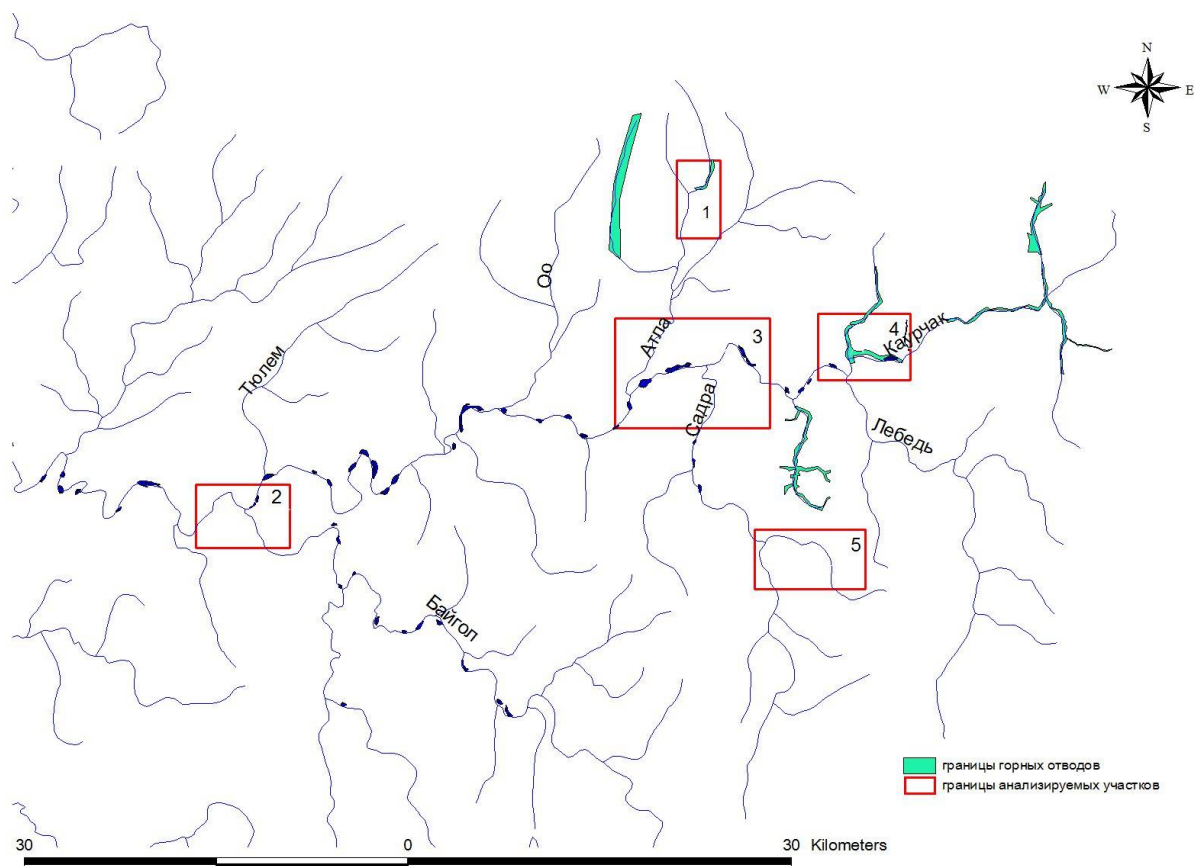 N
W E
S
1
Оо
Атла
3
4
Каурчак
Тюлем
Садра
Лебедь
2
5
Байгол
границы горных отводов
границы анализируемых участков
30 0 30 Kilometers